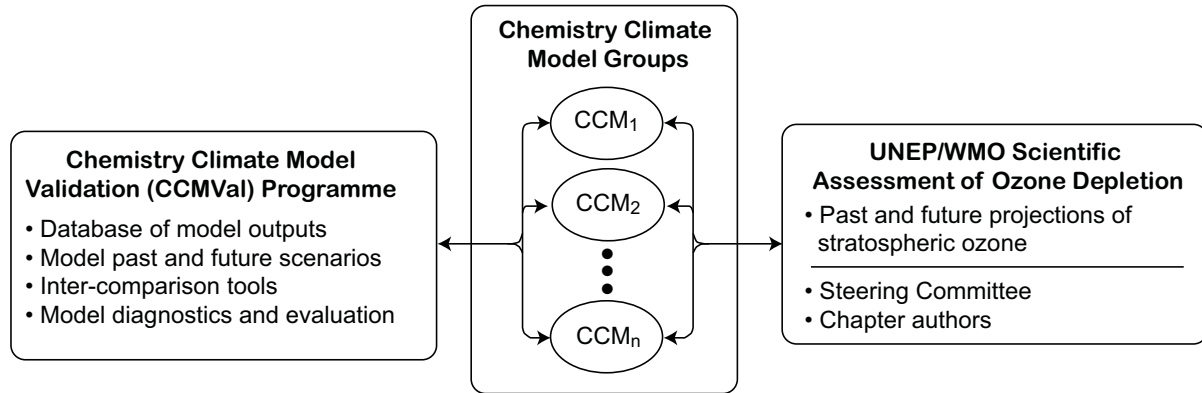 Chemistry Climate Model
Validation (CCMVal) Programme
• Database of model outputs
• Model past and future scenarios
• Inter-comparison tools
• Model diagnostics and evaluation
Chemistry Climate
Model Groups
CCM1
CCM2
CCMn
UNEP/WMO Scientific
Assessment of Ozone Depletion
• Past and future projections of
stratospheric ozone
• Steering Committee
• Chapter authors